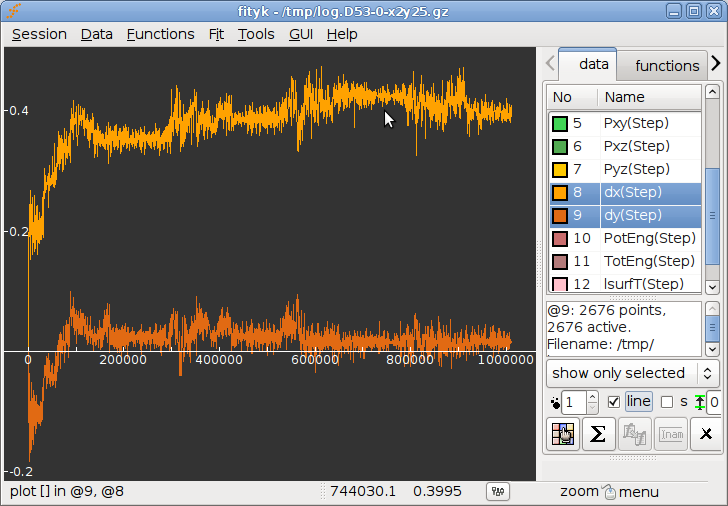 fityk - /tmp/log.D53-0-x2y25.gz
Session Data Functions Fit Tools GUI Help
data functions
No Name
5 Pxy(Step)
6 Pxz(Step)
7 Pyz(Step)
8 dx(Step)
9 dy(Step)
10 PotEng(Step)
11 TotEng(Step)
12 lsurfT(Step)
0.4
0.2
0 200000 400000 600000 800000 1000000
-0.2
@9: 2676 points,
2676 active.
Filename: /tmp/
show only selected
1 line s 0
Σ x
plot [] in @9, @8 744030.1 0.3995 zoom menu